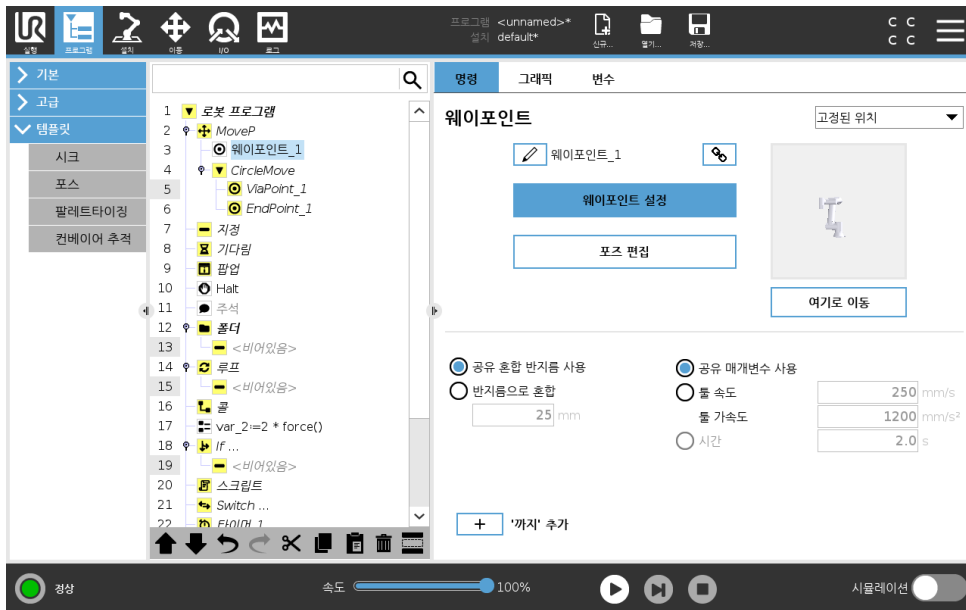 UR
실행
프로그램
설치
이동
I/O
로그
프로그램 <unnamed>*
설치 default*
신규...
열기...
저장...
C C
C C
기본
고급
템플릿
시크
포스
팔레트타이징
컨베이어 추적
1 로봇 프로그램
2 MoveP
3 웨이포인트_1
4 CircleMove
5 ViaPoint_1
6 EndPoint_1
7 지정
8 기다림
9 팝업
10 Halt
11 주석
12 폴더
13 <비어있음>
14 루프
15 <비어있음>
16 콜
17 var_2:=2 * force()
18 If ...
19 <비어있음>
20 스크립트
21 Switch ...
22 타이머_1
명령
그래픽
변수
웨이포인트
고정된 위치
웨이포인트_1
웨이포인트 설정
포즈 편집
여기로 이동
공유 혼합 반지름 사용
반지름으로 혼합
25 mm
공유 매개변수 사용
툴 속도 250 mm/s
툴 가속도 1200 mm/s²
시간 2.0 s
+ '까지' 추가
정상
속도 100%
시뮬레이션